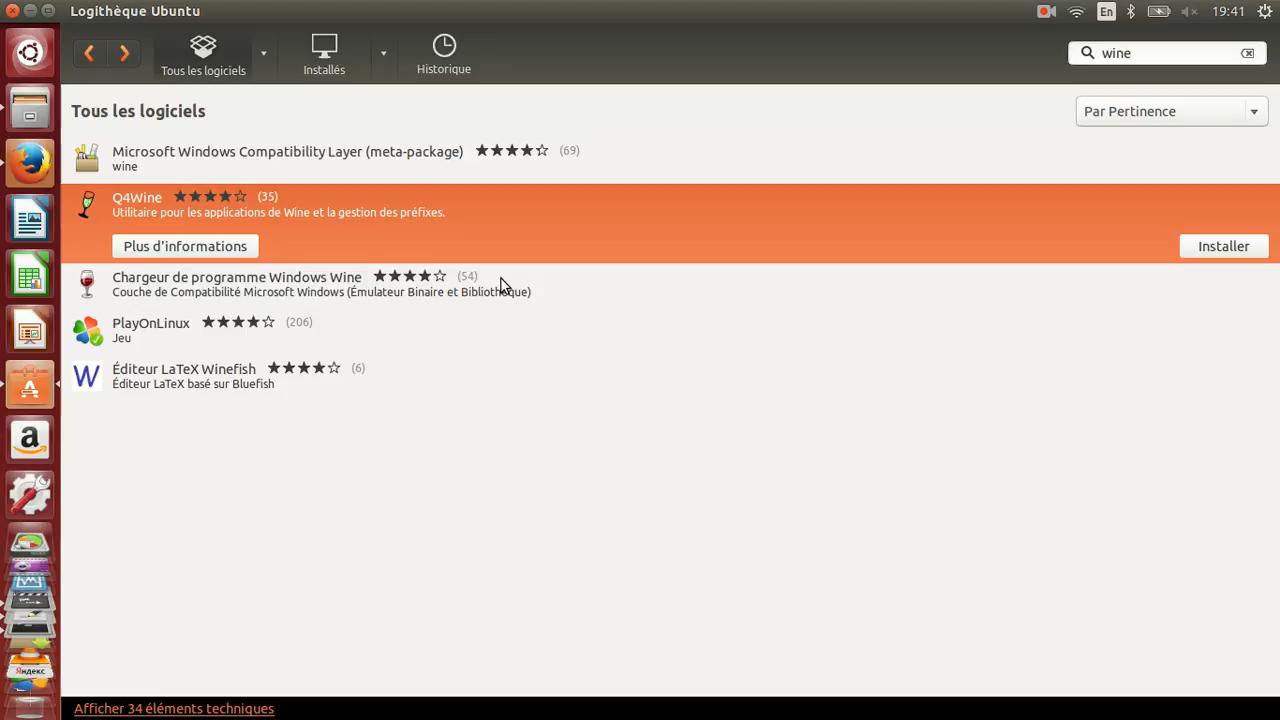 Logithèque Ubuntu
En
19:41
Tous les logiciels
Installés
Historique
wine
Tous les logiciels
Par Pertinence
Microsoft Windows Compatibility Layer (meta-package) (69)
wine
Q4Wine (35)
Utilitaire pour les applications de Wine et la gestion des préfixes.
Plus d'informations
Installer
Chargeur de programme Windows Wine (54)
Couche de Compatibilité Microsoft Windows (Émulateur Binaire et Bibliothèque)
PlayOnLinux (206)
Jeu
Éditeur LaTeX Winefish (6)
Éditeur LaTeX basé sur Bluefish
Яндекс
Afficher 34 éléments techniques